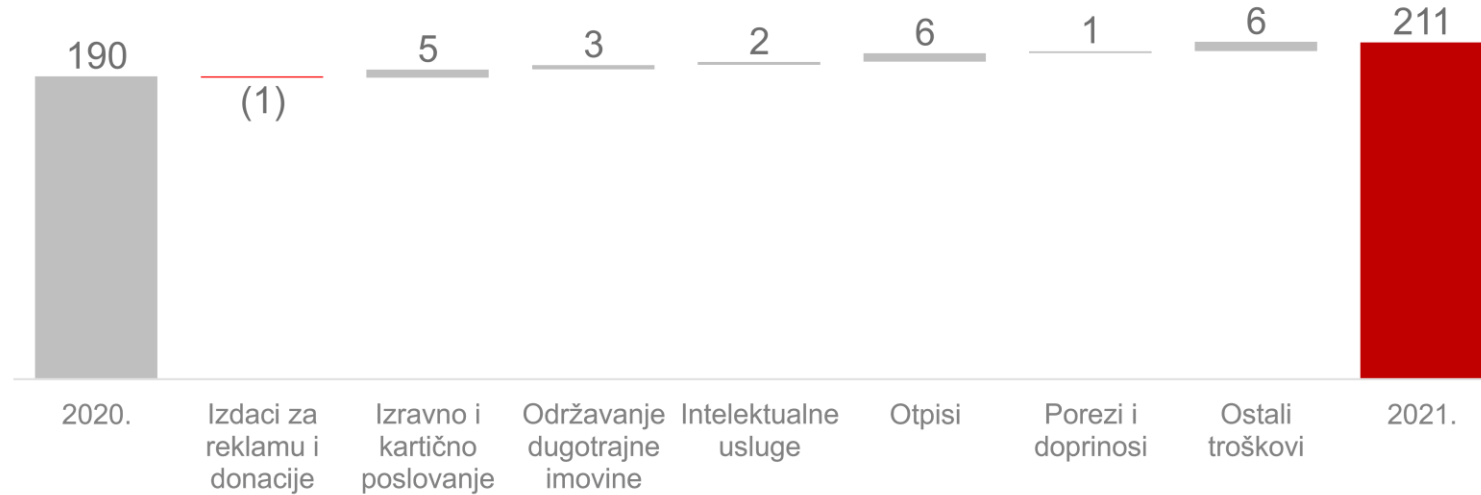 190
(1)
5
3
2
6
1
6
211
2020.
Izdaci za
reklamu i
donacije
Izravno i
kartično
poslovanje
Održavanje
dugotrajne
imovine
Intelektualne
usluge
Otpisi
Porezi i
doprinosi
Ostali
troškovi
2021.